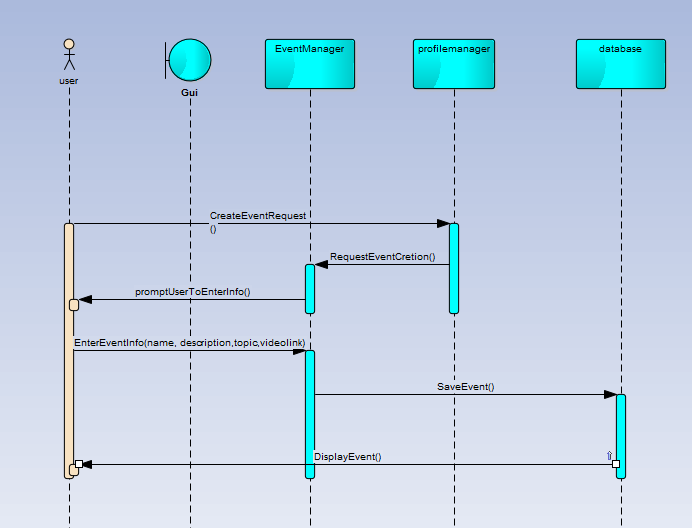 EventManager
profilemanager
database
user
Gui
CreateEventRequest
()
RequestEventCretion()
promptUserToEnterInfo()
EnterEventInfo(name, description,topic,videolink)
SaveEvent()
DisplayEvent()